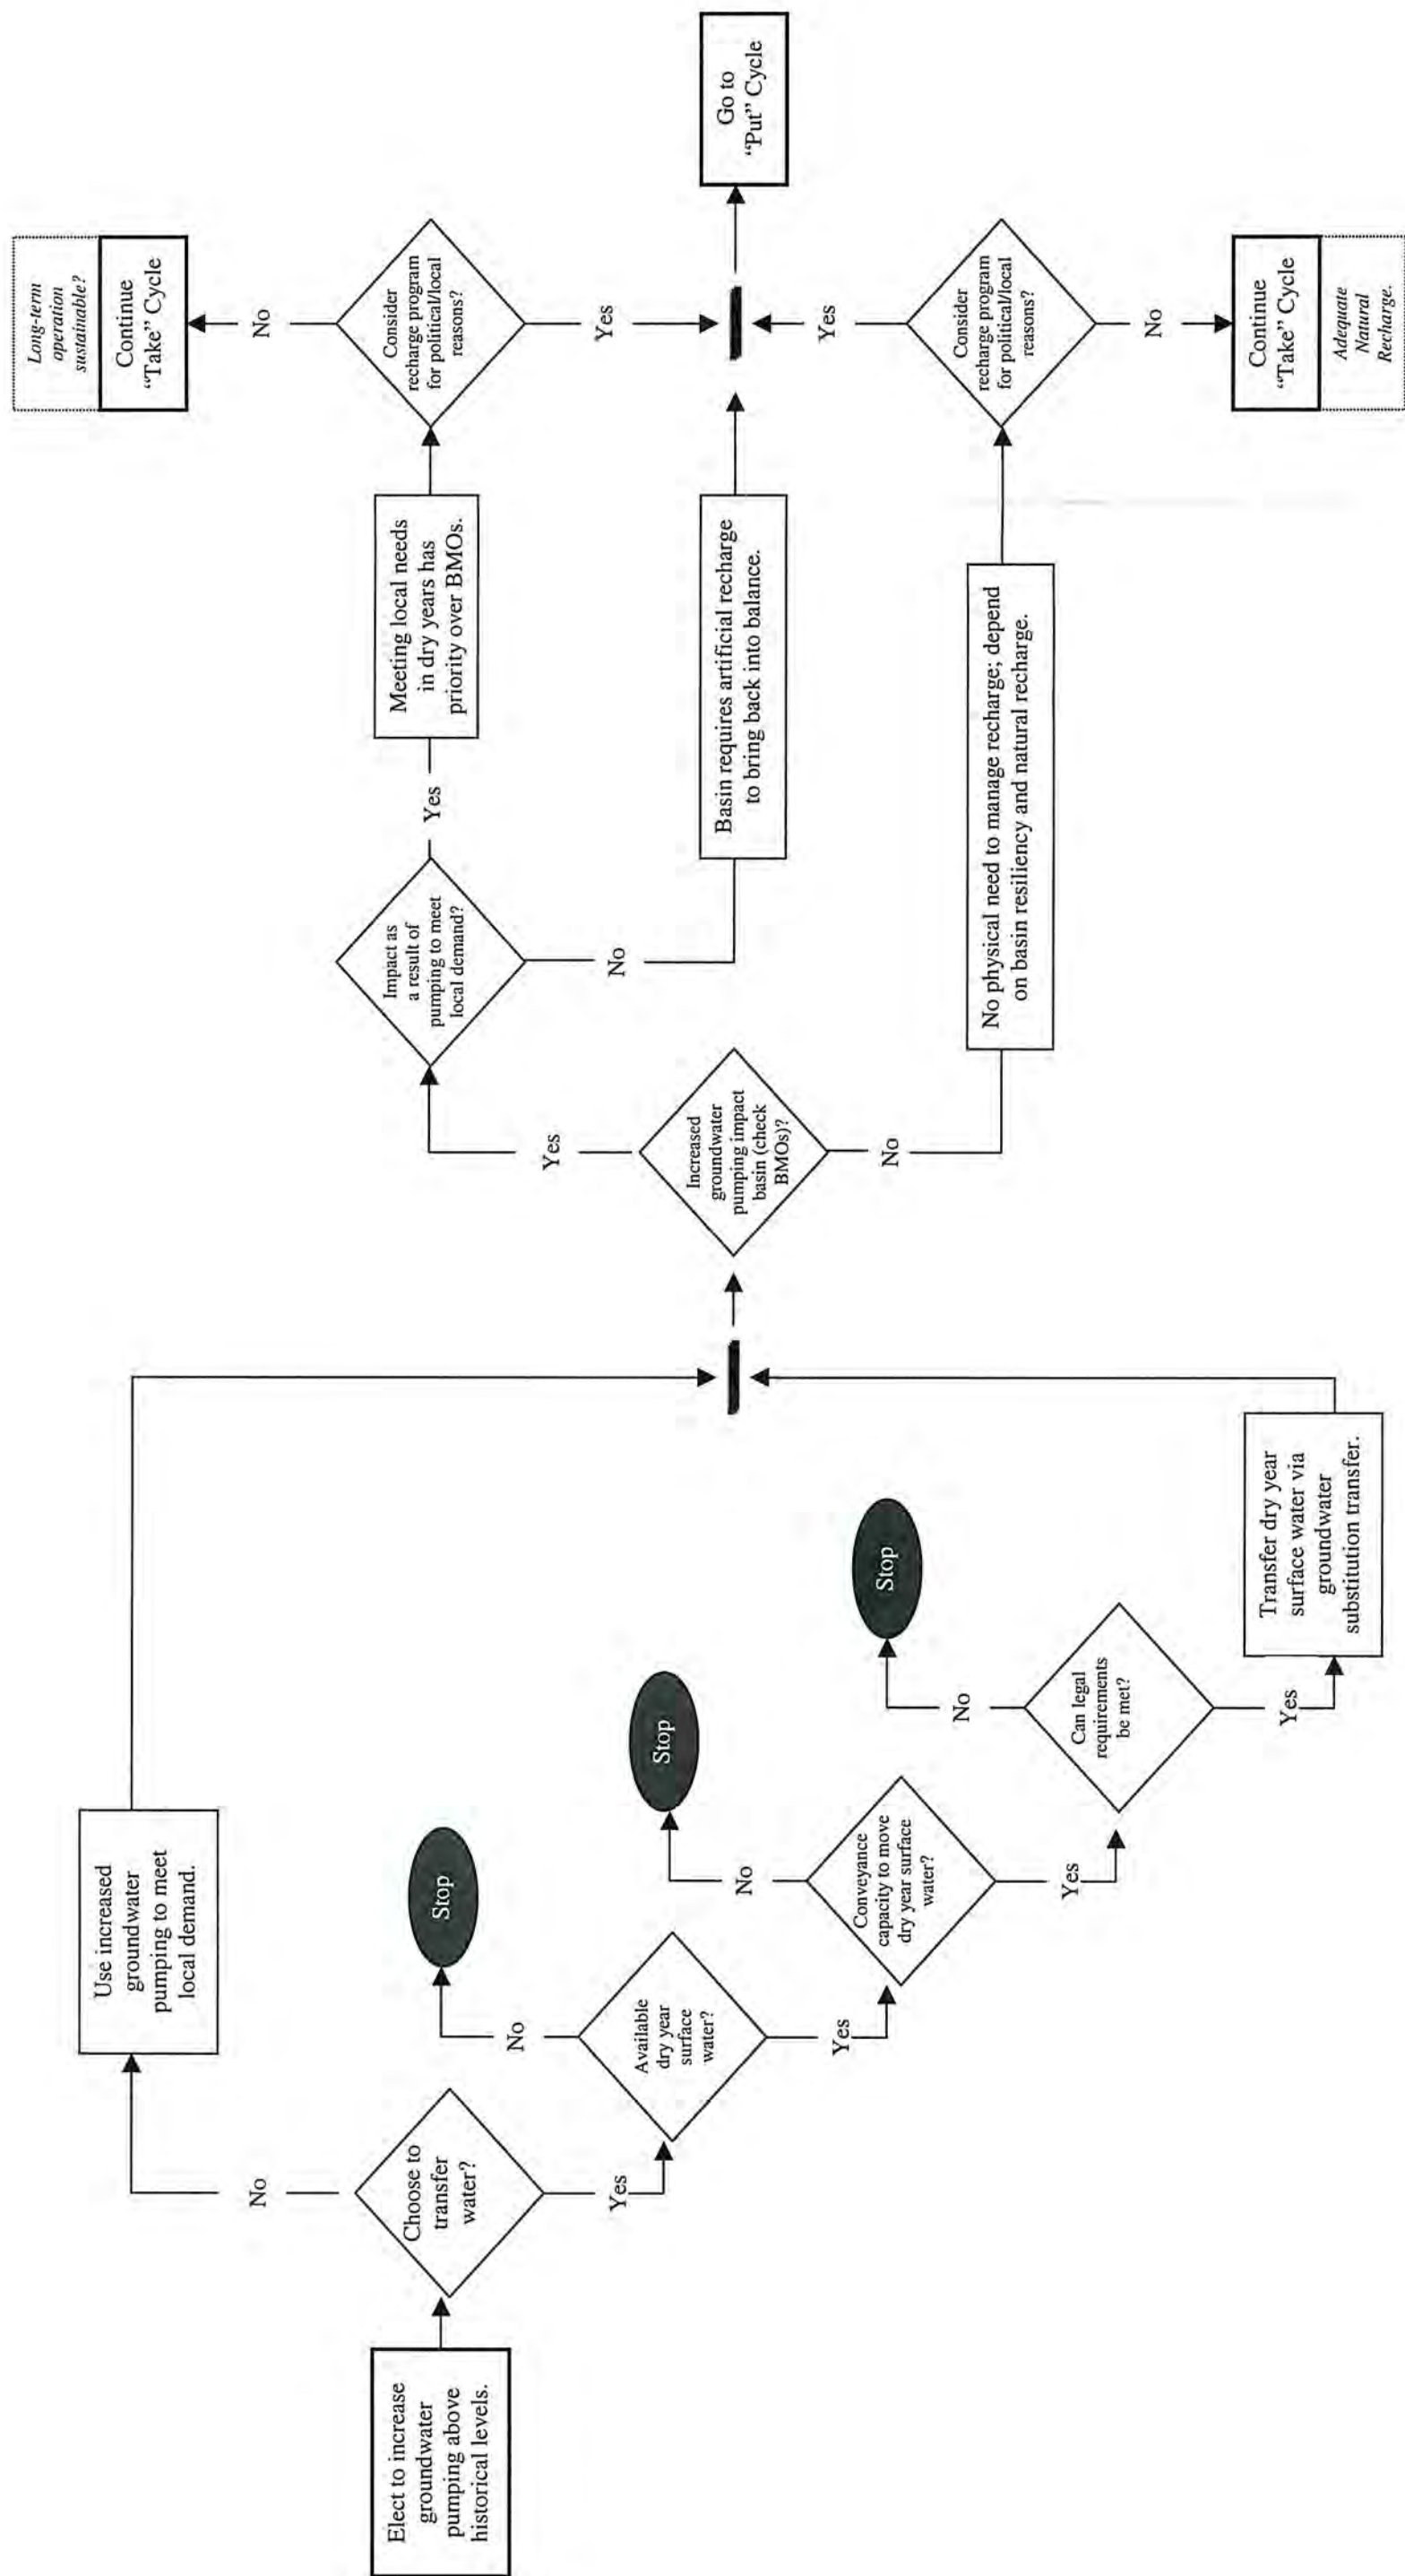 Elect to increase
groundwater
pumping above
historical levels.
Choose to
transfer
water?
No
Use increased
groundwater
pumping to meet
local demand.
Yes
Available
dry year
surface
water?
No
Stop
Yes
Conveyance
capacity to move
dry year surface
water?
No
Stop
Yes
Can legal
requirements
be met?
No
Stop
Yes
Transfer dry year
surface water via
groundwater
substitution transfer.
Increased
groundwater
pumping impact
basin (check
BMOs)?
Yes
Impact as
a result of
pumping to meet
local demand?
Yes
Meeting local needs
in dry years has
priority over BMOs.
Consider
recharge program
for political/local
reasons?
No
Long-term
operation
sustainable?
Continue
“Take” Cycle
Yes
No
Basin requires artificial recharge
to bring back into balance.
Go to
“Put” Cycle
No
No physical need to manage recharge; depend
on basin resiliency and natural recharge.
Consider
recharge program
for political/local
reasons?
Yes
No
Continue
“Take” Cycle
Adequate
Natural
Recharge.